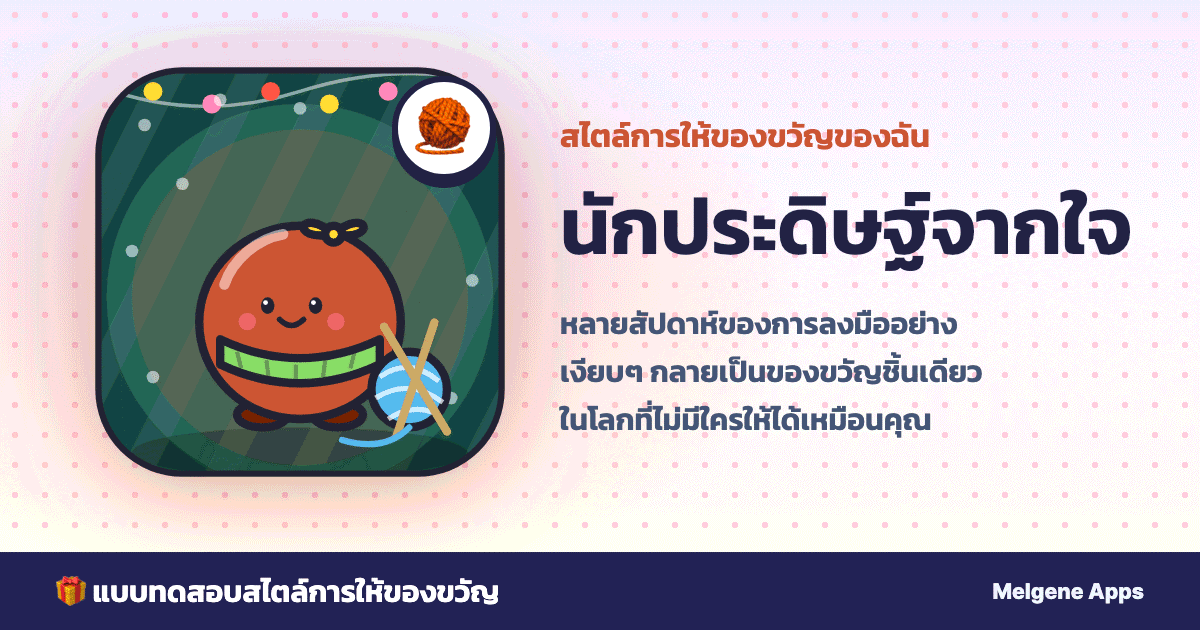 สไตล์การให้ของขวัญของฉัน
นักประดิษฐ์จากใจ
หลายสัปดาห์ของการลงมืออย่าง
เงียบๆ กลายเป็นของขวัญชิ้นเดียว
ในโลกที่ไม่มีใครให้ได้เหมือนคุณ
แบบทดสอบสไตล์การให้ของขวัญ
Melgene Apps